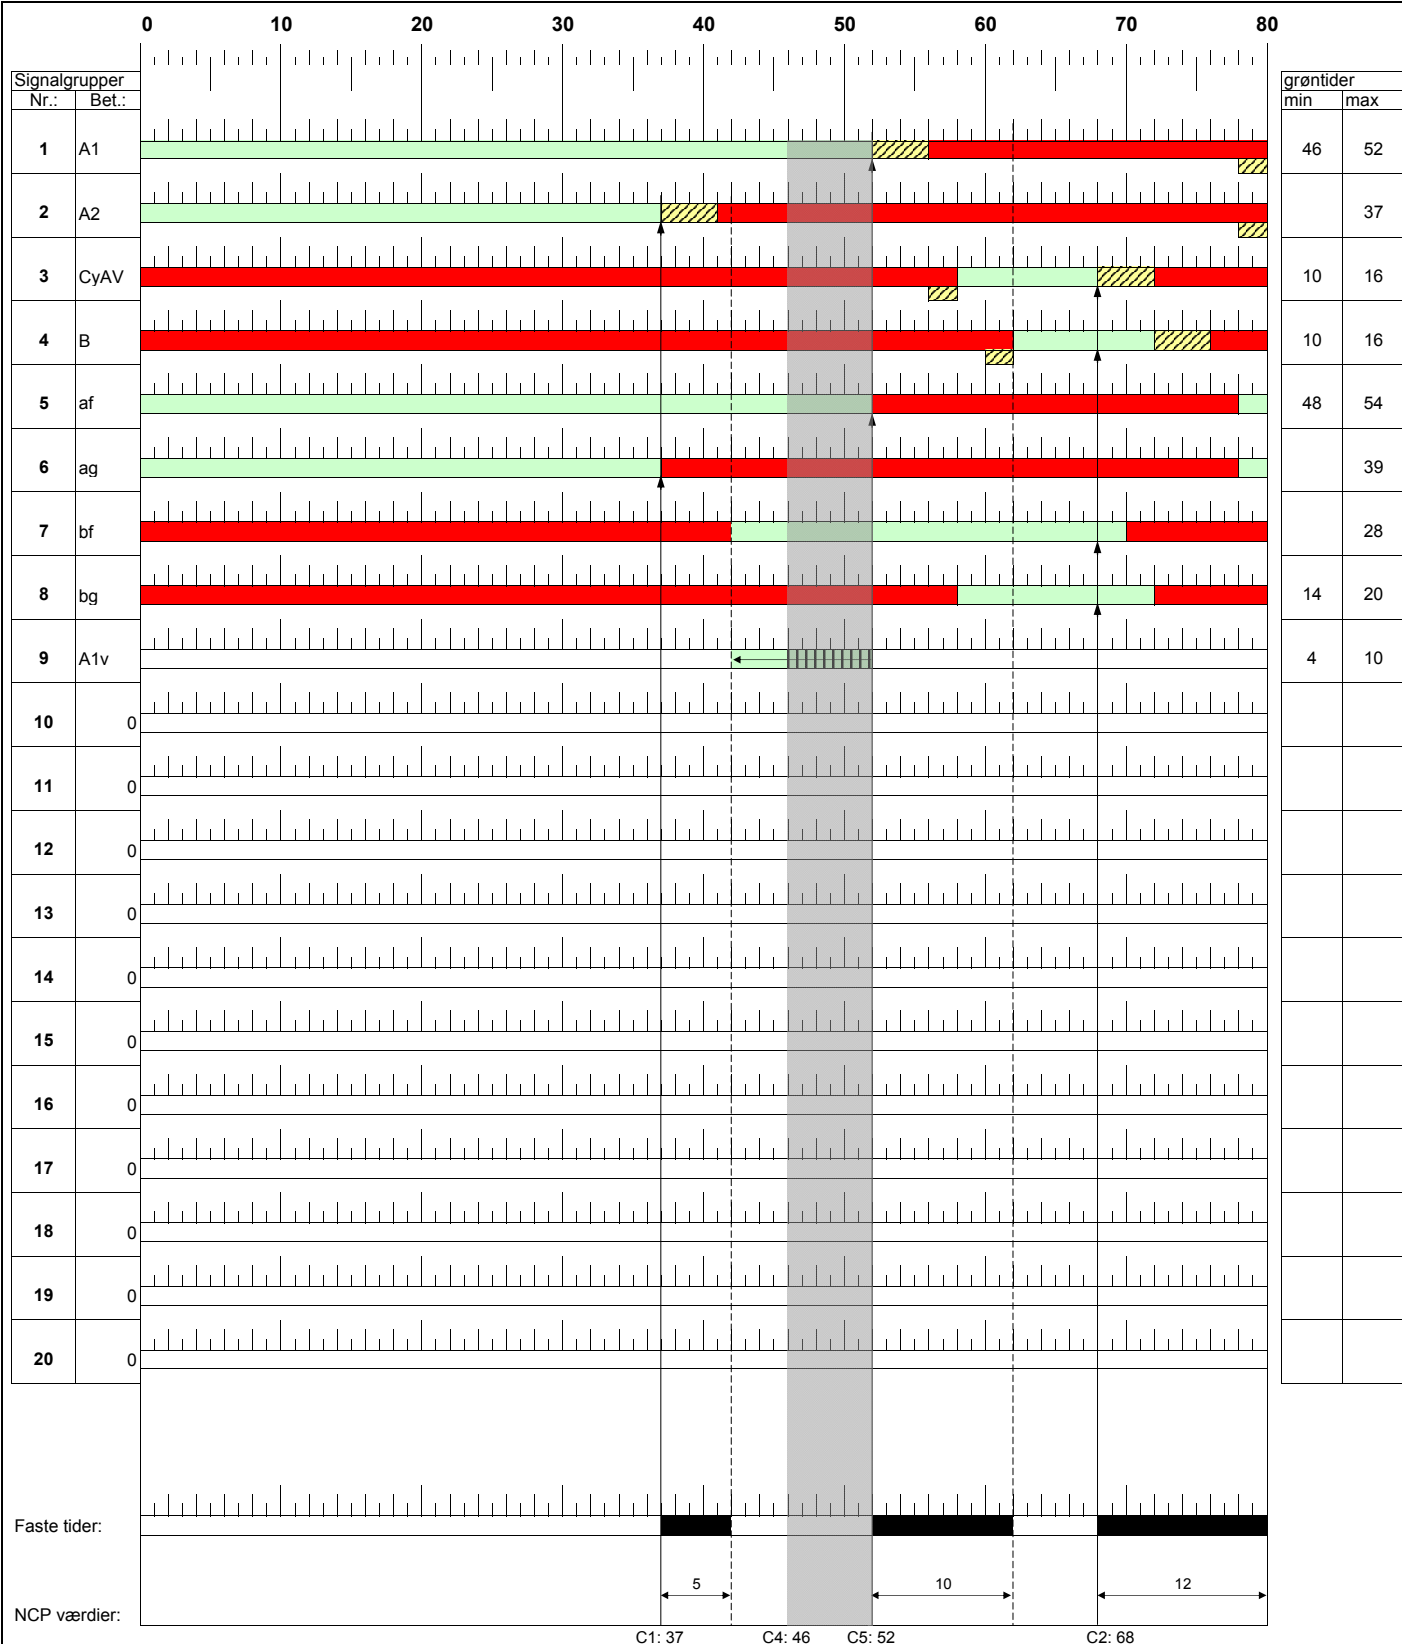 0 10 20 30 40 50 60 70 80
Signalgrupper grøntider
Nr.: Bet.: min max
1 A1 46 52
2 A2 37
3 CyAV 10 16
4 B 10 16
5 af 48 54
6 ag 39
7 bf 28
8 bg 14 20
9 A1v 4 10
10 0
11 0
12 0
13 0
14 0
15 0
16 0
17 0
18 0
19 0
20 0
Faste tider:
5 10 12
NCP værdier:
C1: 37 C4: 46 C5: 52 C2: 68